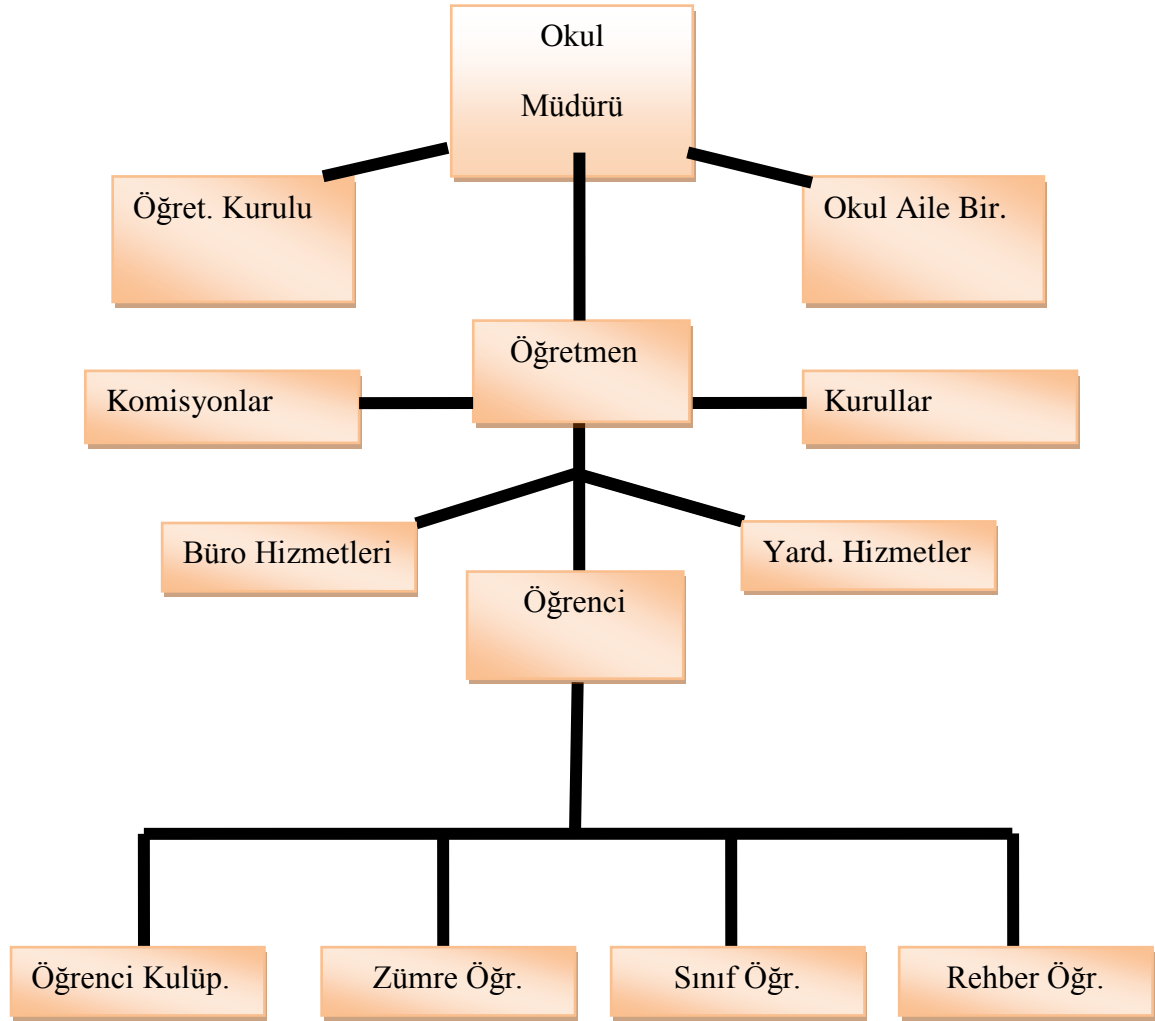 Okul
Müdürü
Öğret. Kurulu
Okul Aile Bir.
Öğretmen
Komisyonlar
Kurullar
Büro Hizmetleri
Yard. Hizmetler
Öğrenci
Öğrenci Kulüp.
Zümre Öğr.
Sınıf Öğr.
Rehber Öğr.